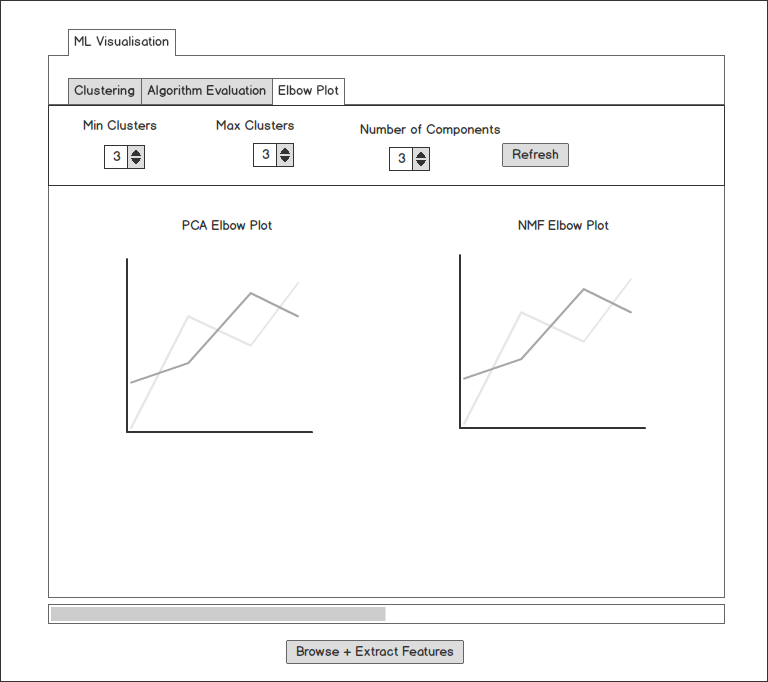 ML Visualisation
Clustering Algorithm Evaluation Elbow Plot
Min Clusters Max Clusters Number of Components
3 3 3 Refresh
PCA Elbow Plot NMF Elbow Plot
Browse + Extract Features